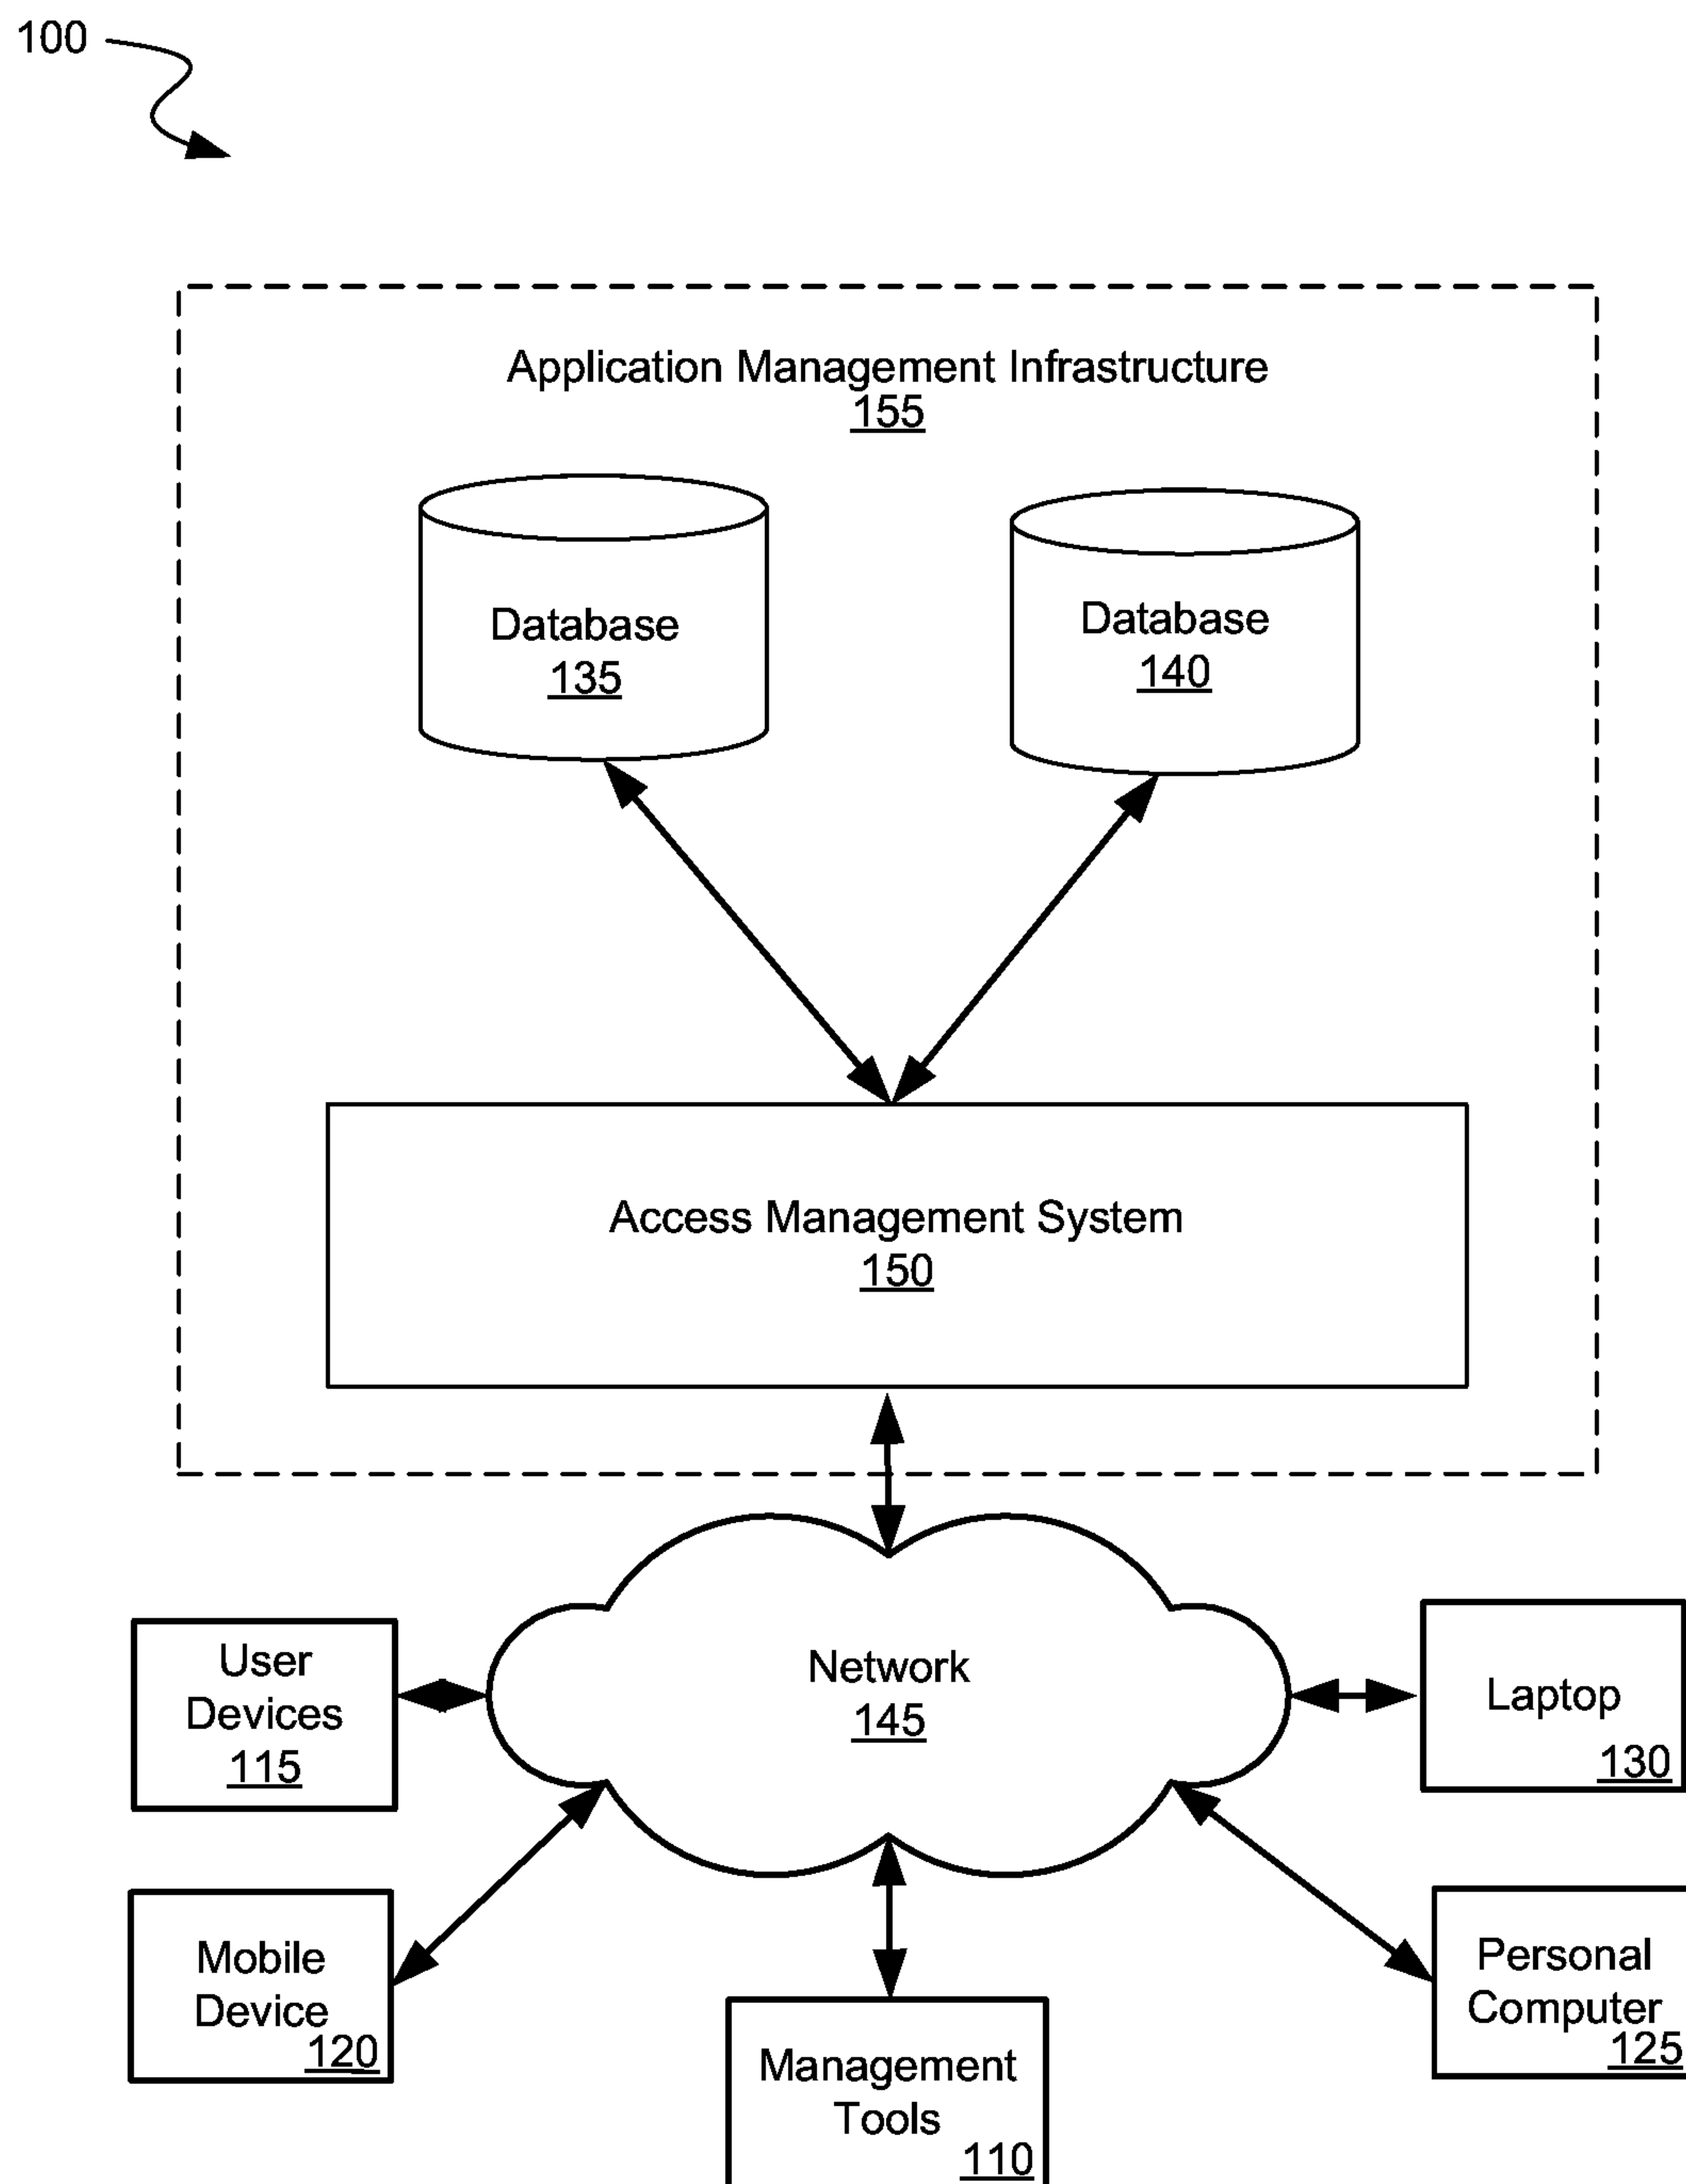 100
Application Management Infrastructure
155
Database
135
Database
140
Access Management System
150
Network
145
User
Devices
115
Laptop
130
Mobile
Device
120
Personal
Computer
125
Management
Tools
110